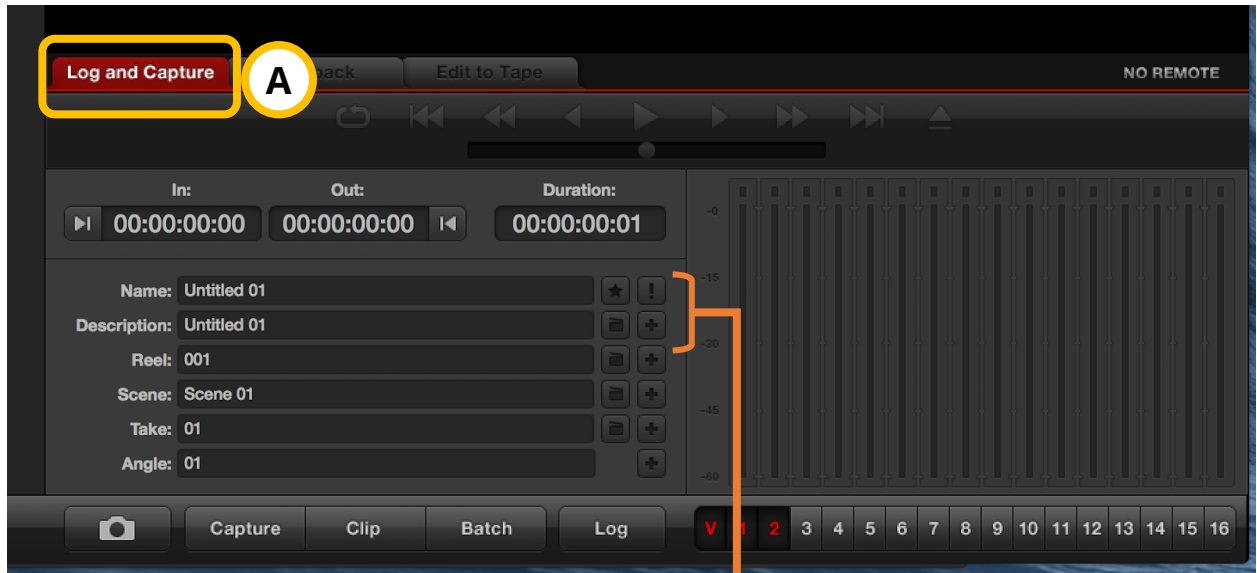 Log and Capture
A
back
Edit to Tape
NO REMOTE
In:
Out:
Duration:
00:00:00:00
00:00:00:00
00:00:00:01
-0
-15
-30
-45
-60
Name: Untitled 01
Description: Untitled 01
Reel: 001
Scene: Scene 01
Take: 01
Angle: 01
Capture
Clip
Batch
Log
V 1 2 3 4 5 6 7 8 9 10 11 12 13 14 15 16